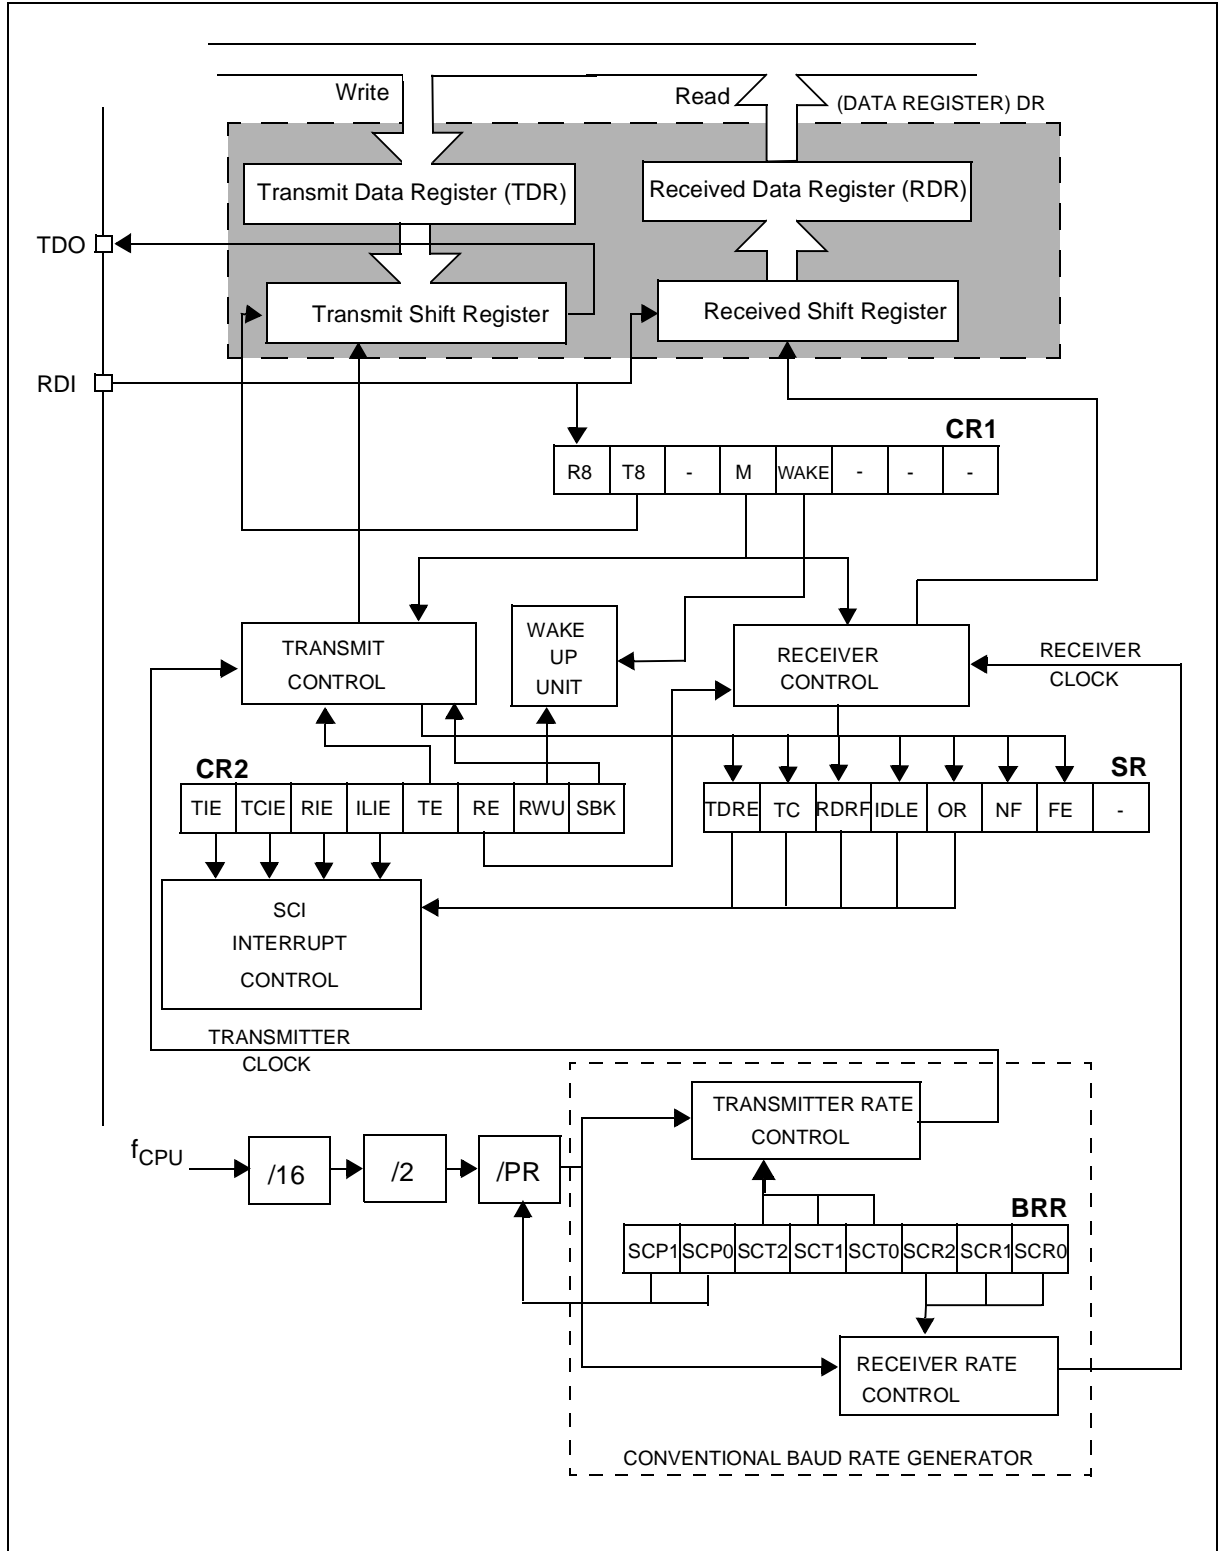 Write
Read
(DATA REGISTER) DR
Transmit Data Register (TDR)
Received Data Register (RDR)
TDO
Transmit Shift Register
Received Shift Register
RDI
CR1
R8 T8 - M WAKE - - -
TRANSMIT
CONTROL
WAKE
UP
UNIT
RECEIVER
CONTROL
RECEIVER
CLOCK
CR2
TIE TCIE RIE ILIE TE RE RWU SBK
SR
TDRE TC RDRF IDLE OR NF FE -
SCI
INTERRUPT
CONTROL
TRANSMITTER
CLOCK
TRANSMITTER RATE
CONTROL
fCPU
/16
/2
/PR
BRR
SCP1 SCP0 SCT2 SCT1 SCT0 SCR2 SCR1 SCR0
RECEIVER RATE
CONTROL
CONVENTIONAL BAUD RATE GENERATOR